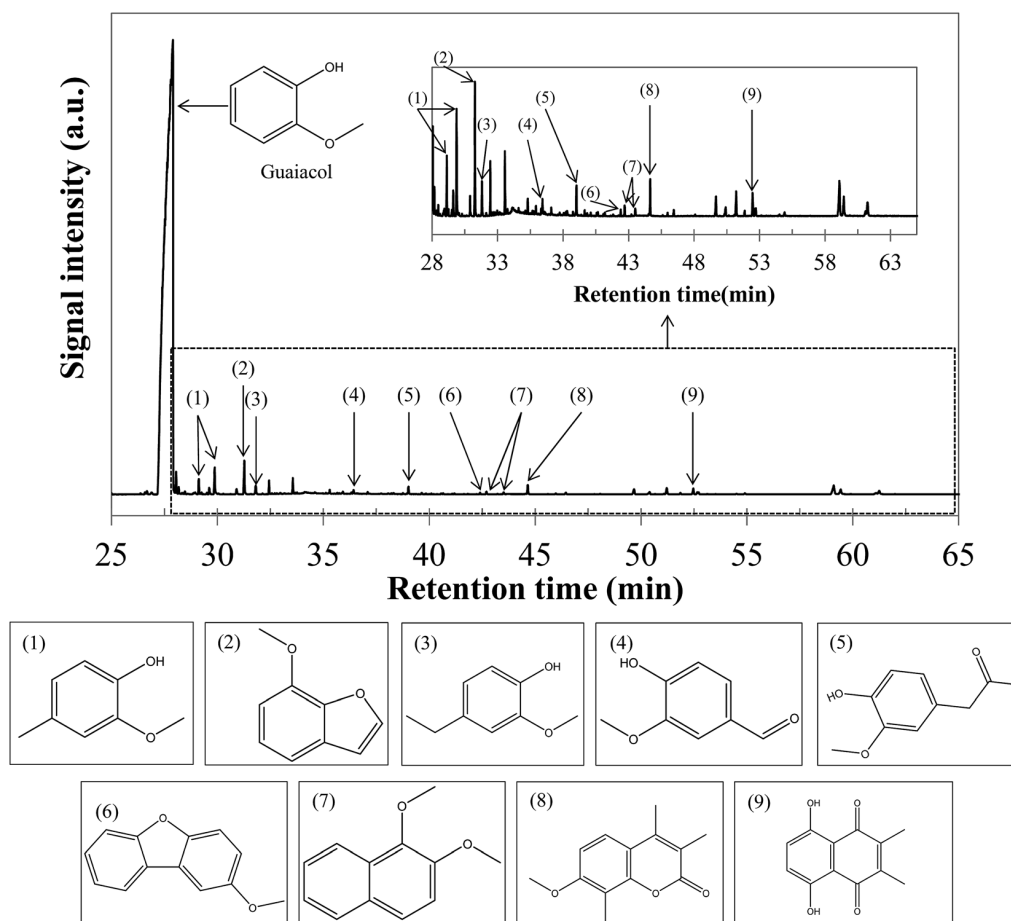 Signal intensity (a.u.)
OH
O
Guaiacol
(1)
(2)
(3)
(4)
(5)
(6)
(7)
(8)
(9)
28 33 38 43 48 53 58 63
Retention time(min)
(1)
(2)
(3)
(4)
(5)
(6)
(7)
(8)
(9)
25 30 35 40 45 50 55 60 65
Retention time (min)
(1)
OH
O
(2)
O
O
(3)
OH
O
(4)
HO
O
O
(5)
O
HO
O
(6)
O
O
(7)
O
O
(8)
O
O
O
(9)
OH
O
O
OH